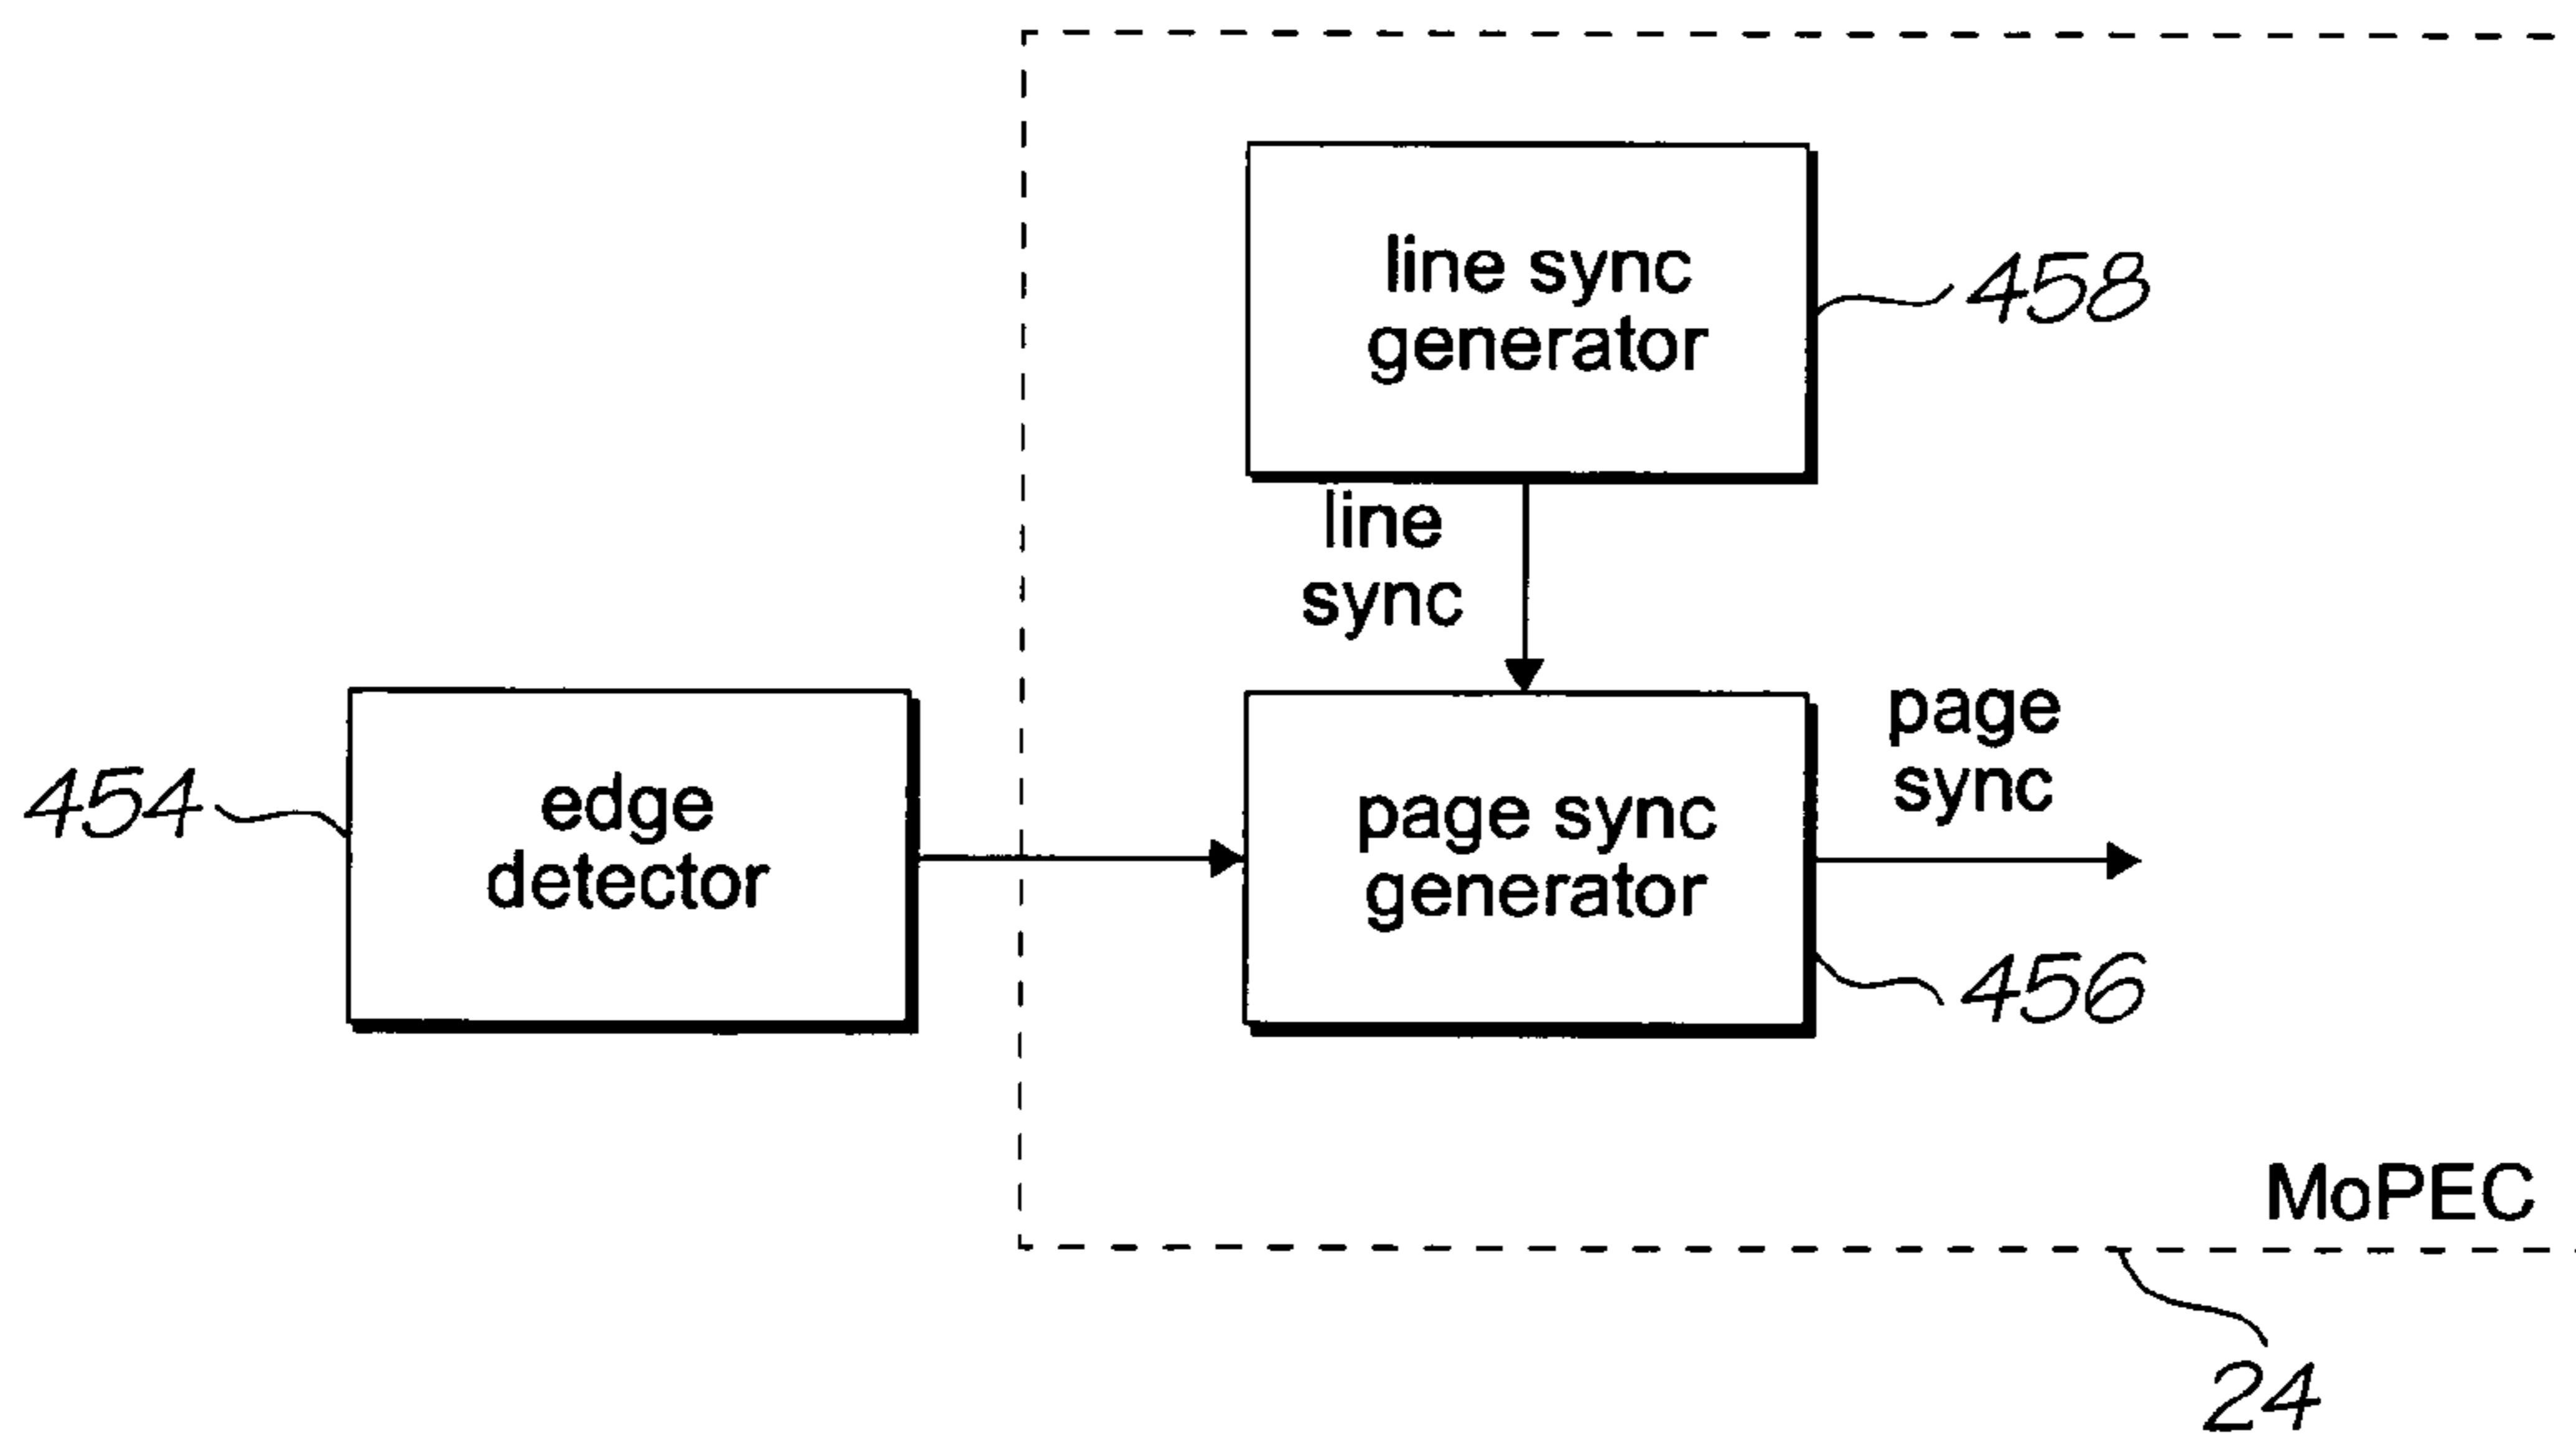 line sync
generator
458
line
sync
454
edge
detector
page sync
generator
page
sync
456
MoPEC
24